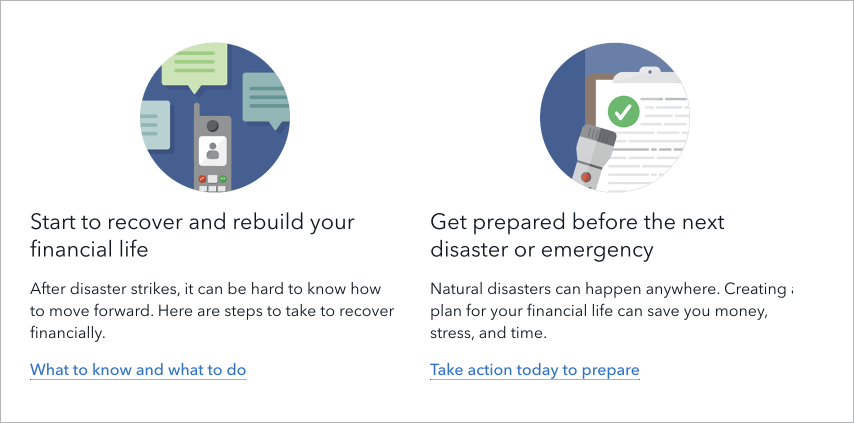 Start to recover and rebuild your
financial life
After disaster strikes, it can be hard to know how
to move forward. Here are steps to take to recover
financially.
What to know and what to do
Get prepared before the next
disaster or emergency
Natural disasters can happen anywhere. Creating
plan for your financial life can save you money,
stress, and time.
Take action today to prepare